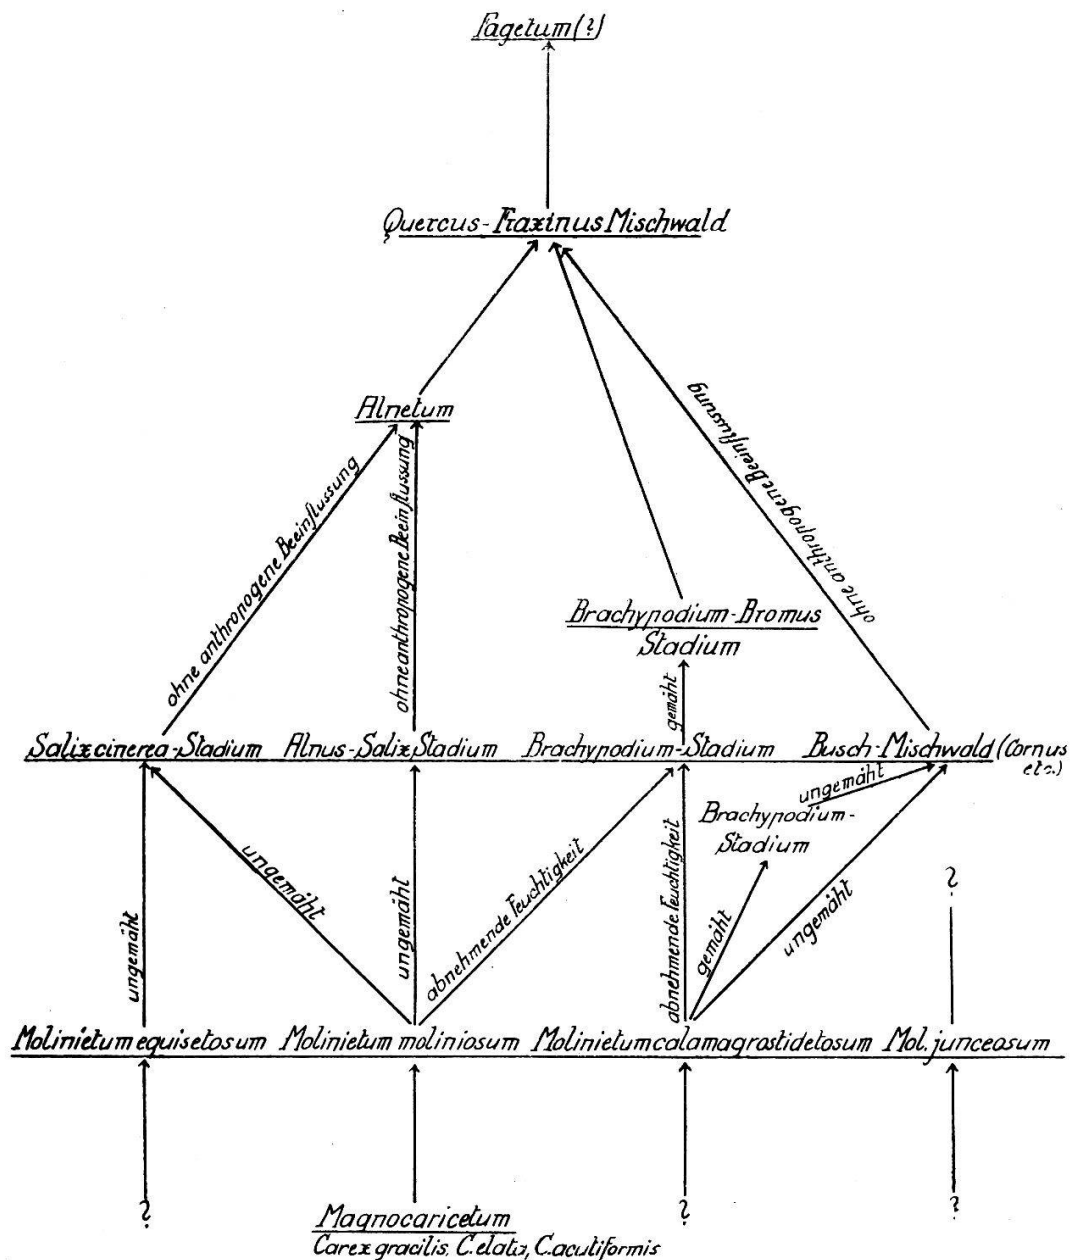 Fagetum (?)
Quercus-Fraxinus Mischwald
Alnetum
ohne anthropogene Beeinflussung
ohne anthropogene Beeinflussung
ohne anthropogene Beeinflussung
Brachypodium-Bromus
Stadium
gemäht
Salix cinerea-Stadium Alnus-Salix Stadium Brachypodium-Stadium Busch-Mischwald (Cornus
etc.)
ungemäht
Brachypodium-
Stadium
ungemäht
ungemäht
ungemäht
abnehmende Feuchtigkeit
abnehmende Feuchtigkeit
gemäht
ungemäht
?
Molinietum equisetosum Molinietum moliniosum Molinietum calamagrostidetosum Mol. junceosum
? ? ?
Magnocaricetum
Carex gracilis, C. elata, C. acutiformis